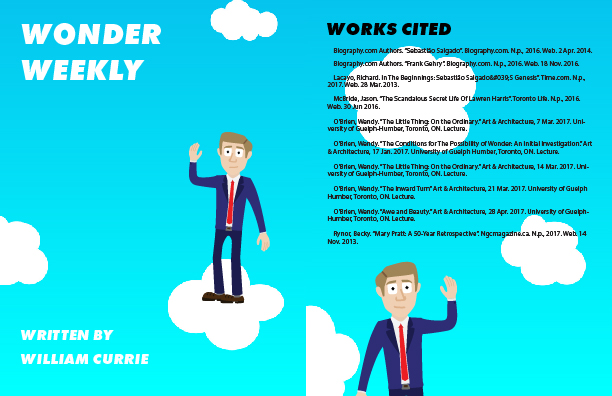 WONDER
WEEKLY
WRITTEN BY
WILLIAM CURRIE
WORKS CITED
Biography.com Authors. "Sebastião Salgado". Biography.com. N.p., 2016. Web. 2 Apr. 2014.
Biography.com Authors. "Frank Gehry". Biography.com. N.p., 2016. Web. 18 Nov. 2016.
Lacayo, Richard. In The Beginnings: Sebastião Salgado&#039;S Genesis". Time.com. N.p.,
2017. Web. 28 Mar. 2013.
McBride, Jason. "The Scandalous Secret Life Of Lawren Harris". Toronto Life. N.p., 2016.
Web. 30 Jun 2016.
O'Brien, Wendy. "The Little Thing: On the Ordinary." Art & Architecture, 7 Mar. 2017. Uni-
versity of Guelph-Humber, Toronto, ON. Lecture.
O'Brien, Wendy. "The Conditions for The Possibility of Wonder: An Initial Investigation." Art
& Architecture, 17 Jan. 2017. University of Guelph Humber, Toronto, ON. Lecture.
O'Brien, Wendy. "The Little Thing: On the Ordinary." Art & Architecture, 14 Mar. 2017. Uni-
versity of Guelph-Humber, Toronto, ON. Lecture.
O'Brien, Wendy. "The Inward Turn" Art & Architecture, 21 Mar. 2017. University of Guelph
Humber, Toronto, ON. Lecture.
O'Brien, Wendy. "Awe and Beauty." Art & Architecture, 28 Apr. 2017. University of Guelph-
Humber, Toronto, ON. Lecture.
Rynor, Becky. "Mary Pratt: A 50-Year Retrospective". Ngcmagazine.ca. N.p., 2017. Web. 14
Nov. 2013.